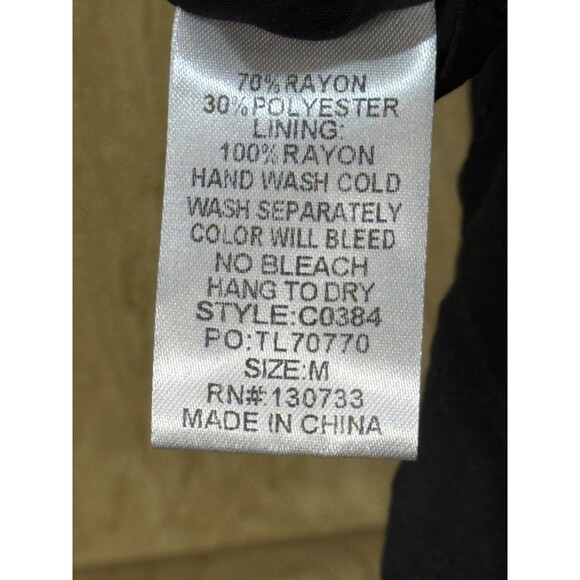 70% RAYON
30% POLYESTER
LINING:
100% RAYON
HAND WASH COLD
WASH SEPARATELY
COLOR WILL BLEED
NO BLEACH
HANG TO DRY
STYLE:C0384
PO:TL70770
SIZE:M
RN#:130733
MADE IN CHINA